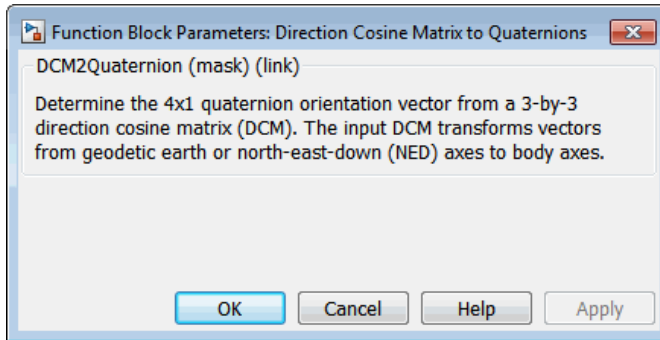 Function Block Parameters: Direction Cosine Matrix to Quaternions
DCM2Quaternion (mask) (link)
Determine the 4x1 quaternion orientation vector from a 3-by-3
direction cosine matrix (DCM). The input DCM transforms vectors
from geodetic earth or north-east-down (NED) axes to body axes.
OK Cancel Help Apply